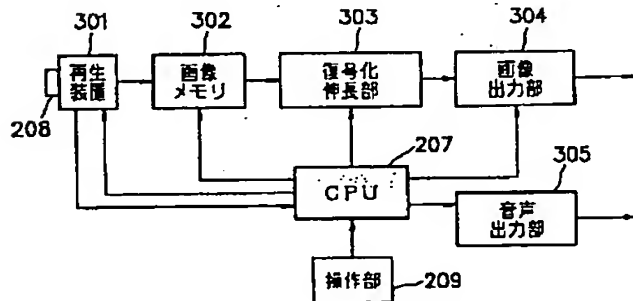 301
302
303
304
再生
装置
画像
メモリ
復号化
伸長部
画像
出力部
208
207
CPU
305
音声
出力部
操作部
209